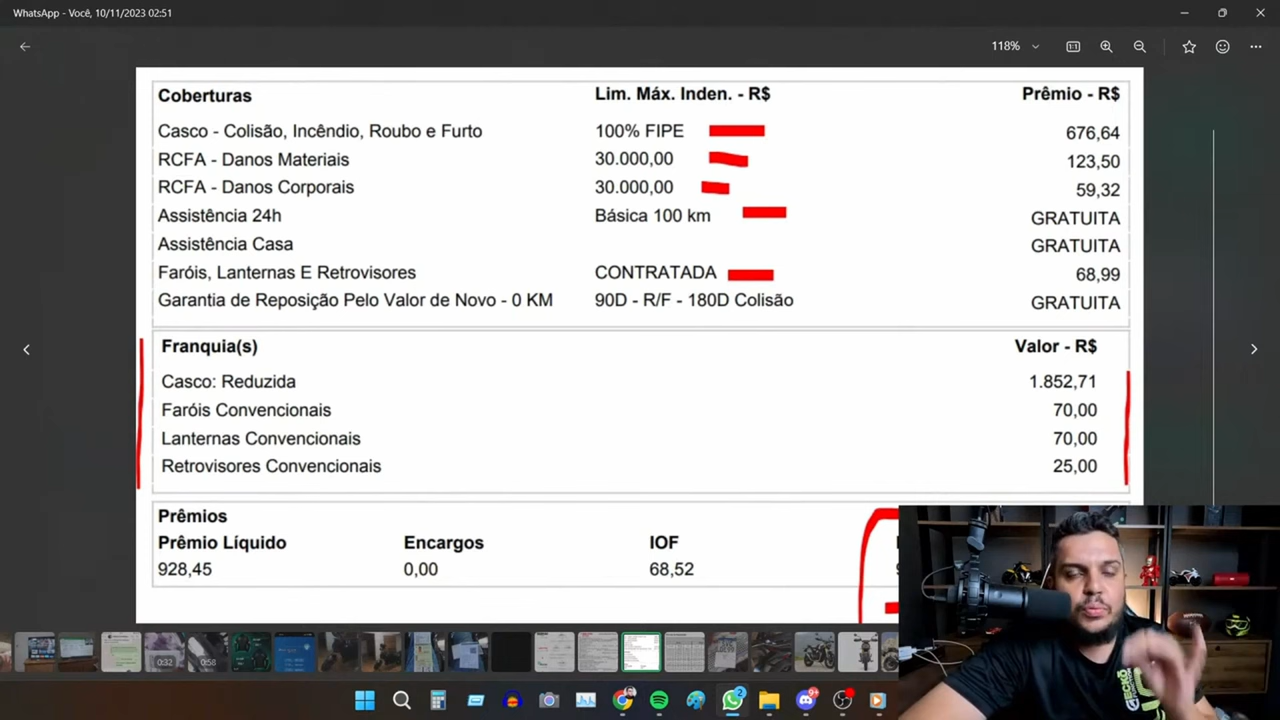 WhatsApp - Você, 10/11/2023 02:51
118%
Coberturas Lim. Máx. Inden. - R$ Prêmio - R$
Casco - Colisão, Incêndio, Roubo e Furto 100% FIPE 676,64
RCFA - Danos Materiais 30.000,00 123,50
RCFA - Danos Corporais 30.000,00 59,32
Assistência 24h Básica 100 km GRATUITA
Assistência Casa GRATUITA
Faróis, Lanternas E Retrovisores CONTRATADA 68,99
Garantia de Reposição Pelo Valor de Novo - 0 KM 90D - R/F - 180D Colisão GRATUITA
Franquia(s) Valor - R$
Casco: Reduzida 1.852,71
Faróis Convencionais 70,00
Lanternas Convencionais 70,00
Retrovisores Convencionais 25,00
Prêmios
Prêmio Líquido Encargos IOF
928,45 0,00 68,52
0:32
0:58
2